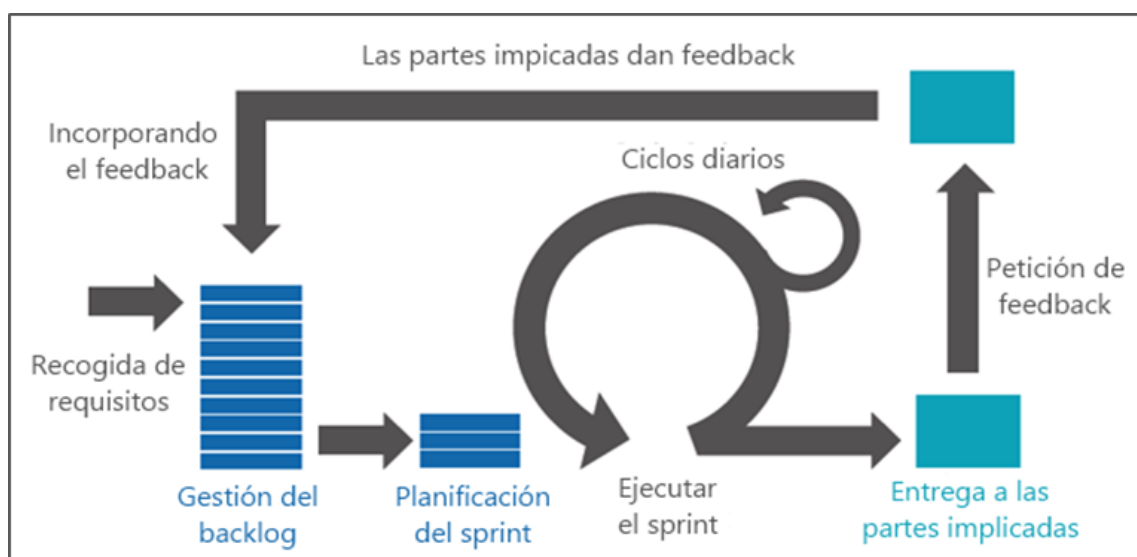 Las partes impicadas dan feedback
Incorporando
el feedback
Ciclos diarios
Petición de
feedback
Recogida de
requisitos
Gestión del
backlog
Planificación
del sprint
Ejecutar
el sprint
Entrega a las
partes implicadas